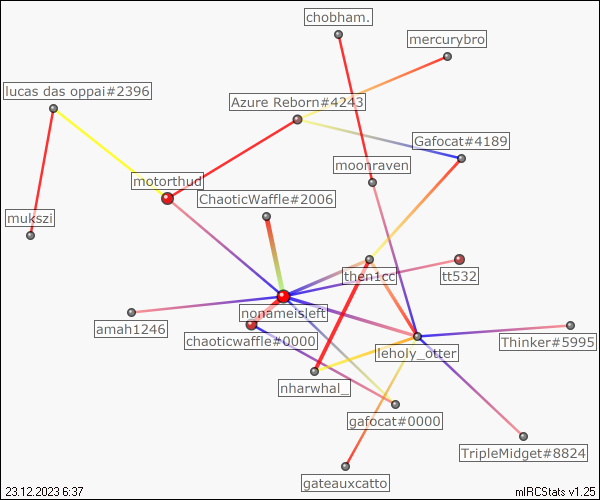 chobham.
mercurybro
lucas das oppai#2396
Azure Reborn#4243
Gafocat#4189
moonraven
motorthud
ChaoticWaffle#2006
mukszi
then1cc
tt532
nonameisleft
amah1246
chaoticwaffle#0000
Thinker#5995
leholy_otter
nharwhal_
gafocat#0000
TripleMidget#8824
gateauxcatto
23.12.2023 6:37
mIRCStats v1.25